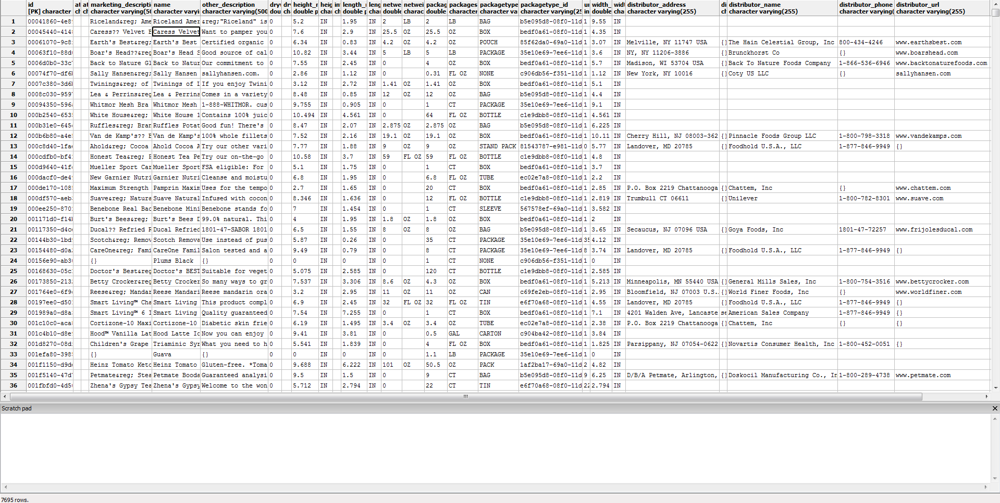 id at at marketing_descripti name other_description dryw dry height_n heig int length_r leng netwe netwei packag packages packagetype packagetype_id ur width_ widt distributor_address di distributor_name distributor_phone distributor_url
[PK] character ch ch character varying(50 character varyin character varying(500 doub cha double p char ch double p char double charac double characte character va character varying(25 in double cha character varying(255) ch character varying(255) character varying( character varying(255)
1 00041860-4e8 Riceland&reg; Ame Riceland Amer &reg;"Riceland" is 0 5.2 IN 1.95 IN 2 LB 2 LB BAG b5e095d8-08f0-11d 1 9.55 IN
2 00045440-414 Caress?? Velvet E Caress Velvet Want to pamper you 0 7.6 IN 2.9 IN 25.5 OZ 25.5 OZ BOX bedf0a61-08f0-11d 1 4.35 IN
3 00061070-9c8 Earth's Best&reg Earth's Best Certified organic 0 6.34 IN 0.83 IN 4.2 OZ 4.2 OZ POUCH 85f62da0-69a0-11d 1 3.07 IN Melville, NY 11747 USA {} The Hain Celestial Group, Inc 800-434-4246 www.earthsbest.com
4 00063f10-88d Boar's Head??&reg Boar's Head S Good source of cal 0 10.82 IN 3.44 IN 5 LB 5 LB PACKAGE 35e10e69-7ee6-11d 1 3.6 IN NY, NY 11206-3886 {} Brunckhorst Co {} www.boarshead.com
5 0006d0b0-33c Back to Nature Gl Back to Natur Our commitment to 0 7.55 IN 2.45 IN 0 4 OZ BOX bedf0a61-08f0-11d 1 5.7 IN Madison, WI 53704 USA {} Back To Nature Foods Company 1-866-536-6946 www.backtonaturefoods.com
6 00074f70-df6 Sally Hansen&reg; Sally Hansen sallyhansen.com. 0 2.86 IN 1.12 IN 0 0.31 FL OZ NONE c906db56-f351-11d 1 1.12 IN New York, NY 10016 {} Coty US LLC {} sallyhansen.com
7 0007c380-3d6 Twinings&reg; of Twinings of I If you enjoy Twini 0 3.12 IN 2.72 IN 1.41 OZ 1.41 OZ BOX bedf0a61-08f0-11d 1 5.1 IN
8 0008c030-959 Lea & Perrins&reg Lea & Perrins Comes in a variety 0 8.48 IN 0.85 IN 12 OZ 12 OZ BAG b5e095d8-08f0-11d 1 4.4 IN
9 00094350-596 Whitmor Mesh Bra Whitmor Mesh 1-888-WHITMOR. cus 0 9.755 IN 0.905 IN 0 1 CT PACKAGE 35e10e69-7ee6-11d 1 9.1 IN
10 000b2540-653 White House&reg; White House 1 Contains 100% juic 0 10.494 IN 4.561 IN 0 64 FL OZ BOTTLE c1e9dbb8-08f0-11d 1 4.561 IN
11 000b31e0-645 Ruffles&reg; Bran Ruffles Potat Good fun! There's 0 8.47 IN 2.07 IN 2.875 OZ 2.875 OZ BAG b5e095d8-08f0-11d 1 6.225 IN
12 000b6b80-a4e Van de Kamp's?? B Van de Kamp's 100% whole fillets 0 7.52 IN 2.16 IN 19.1 OZ 19.1 OZ BOX bedf0a61-08f0-11d 1 10.11 IN Cherry Hill, NJ 08003-362 {} Pinnacle Foods Group LLC 1-800-798-3318 www.vandekamps.com
13 000c8d40-1fa Ahold&reg; Cocoa Ahold Cocoa A Try our other vari 0 7.77 IN 1.88 IN 9 OZ 9 OZ STAND PACK 81543787-e981-11d 0 5.77 IN Landover, MD 20785 {} Foodhold U.S.A., LLC 1-877-846-9949 {}
14 000cdfb0-bf4 Honest Tea&reg; P Honest Tea Pe Try our on-the-go 0 10.58 IN 3.7 IN 59 FL OZ 59 FL OZ BOTTLE c1e9dbb8-08f0-11d 1 4.8 IN
15 000d9640-41f Mueller Sport Car Mueller Sport FSA eligible: For 0 5.1 IN 1.75 IN 0 1 CT BOX bedf0a61-08f0-11d 1 3.7 IN
16 000dacf0-de4 New Garnier Nutri Garnier Nutri Cleanse and moistu 0 6.8 IN 1.95 IN 0 6.8 FL OZ TUBE ec02e7a8-08f0-11d 1 2.2 IN
17 000de170-108 Maximum Strength Pamprin Maxim Uses for the tempo 0 2.7 IN 1.65 IN 0 20 CT BOX bedf0a61-08f0-11d 1 2.85 IN P.O. Box 2219 Chattanooga {} Chattem, Inc {} www.chattem.com
18 000df570-aeb Suave&reg; Natura Suave Natural Infused with cocon 0 8.346 IN 1.636 IN 0 12 FL OZ BOTTLE c1e9dbb8-08f0-11d 1 2.819 IN Trumbull CT 06611 {} Unilever 1-800-782-8301 www.suave.com
19 000ee250-870 Benebone Real Bac Benebone Mini Benebone stands fo 0 7 IN 1.454 IN 0 1 CT SLEEVE 567578ef-69a0-11d 1 3.582 IN
20 001171d0-f14 Burt's Bees&reg; Burt's Bees I 99.0% natural. Thi 0 4 IN 1.95 IN 1.8 OZ 1.8 OZ BOX bedf0a61-08f0-11d 1 2 IN
21 00117350-d4c Ducal?? Refried R Ducal Refried 1801-47-SABOR 1801 0 6.5 IN 1.55 IN 8 OZ 8 OZ BAG b5e095d8-08f0-11d 1 3.65 IN Secaucus, NJ 07096 USA {} Goya Foods, Inc 1801-47-72257 www.frijolesducal.com
22 00144b30-1bd Scotch&reg; Remov Scotch Remova Use instead of pus 0 5.87 IN 0.26 IN 0 35 CT PACKAGE 35e10e69-7ee6-11d 35 4.12 IN
23 00154480-d0a CareOne&reg; Fami CareOne Famil Salon tested and a 0 9.49 IN 0.79 IN 0 8 CT PACKAGE 35e10e69-7ee6-11d 8 3.74 IN Landover, MD 20785 {} Foodhold U.S.A., LLC 1-877-846-9949 {}
24 00156e90-ab3 {} Plums Black {} 0 0 IN 0 IN 0 1 CT NONE c906db56-f351-11d 1 0 IN
25 00168630-05c Doctor's Best&reg Doctor's BEST Suitable for veget 0 5.075 IN 2.585 IN 0 120 CT BOTTLE c1e9dbb8-08f0-11d 1 2.585 IN
26 00173850-213 Betty Crocker&reg Betty Crocker So many ways to gr 0 7.537 IN 3.306 IN 8.6 OZ 4.3 OZ BOX bedf0a61-08f0-11d 1 5.213 IN Minneapolis, MN 55440 USA {} General Mills Sales, Inc 1-800-754-3516 www.bettycrocker.com
27 001764e0-6f9 Reese&reg; Mandar Reese Mandari Reese mandarin ora 0 3.2 IN 2.95 IN 11 OZ 11 OZ CAN c69fe2eb-08f0-11d 1 2.95 IN Bloomfield, NJ 07003 U.S. {} World Finer Foods, Inc {} www.worldfiner.com
28 00197ee0-d50 Smart Living™ Cha Smart Living This product compl 0 6.9 IN 2.45 IN 32 FL OZ 32 FL OZ TIN e6f70a68-08f0-11d 1 4.55 IN Landover, MD 20785 {} Foodhold U.S.A., LLC 1-877-846-9949 {}
29 001989a0-d8a Smart Living™ 6 I Smart Living Quality guaranteed 0 7.54 IN 7.255 IN 0 1 CT BOX bedf0a61-08f0-11d 1 7.1 IN 4201 Walden Ave, Lancaste se American Sales Company 1-877-846-9949 {}
30 001c10c0-aca Cortizone-10 Maxi Cortizone-10 Diabetic skin frie 0 6.19 IN 1.495 IN 3.4 OZ 3.4 OZ TUBE ec02e7a8-08f0-11d 1 2.38 IN P.O. Box 2219 Chattanooga {} Chattem, Inc {} {}
31 001c4b10-d8e Hood™ Vanilla Lat Hood Latte Ic Now you can enjoy 0 9.41 IN 3.81 IN 0 0.5 GAL CARTON c904ba42-08f0-11d 1 3.84 IN
32 001d8270-08d Children's Grape Triaminic Syr What you need to h 0 5.541 IN 1.839 IN 0 4 FL OZ BOX bedf0a61-08f0-11d 1 1.825 IN Parsippany, NJ 07054-0622 {} Novartis Consumer Health, Inc 1-800-452-0051 {}
33 001efa80-398 {} Guava {} 0 0 IN 0 IN 0 1.1 LB PACKAGE 35e10e69-7ee6-11d 1 0 IN
34 001f1150-d9d Heinz Tomato Ketc Heinz Tomato Gluten-free. *Toma 0 9.688 IN 6.222 IN 101 OZ 50.5 OZ PACK 1af2ba17-69a0-11d 2 4.82 IN
35 001f5140-47d Petmate&reg; Stea Petmate Booda Guaranteed analysi 0 9.5 IN 1.5 IN 0 9 CT BAG b5e095d8-08f0-11d 9 6.25 IN D/B/A Petmate, Arlington, {} Doskocil Manufacturing Co., In 1-800-289-4738 www.petmate.com
36 001fbfd0-4d5 Zhena's Gypsy Tea Zhena's Gypsy Welcome to the won 0 5.712 IN 2.794 IN 0 22 CT TIN e6f70a68-08f0-11d 22 2.794 IN
Scratch pad
7695 rows.